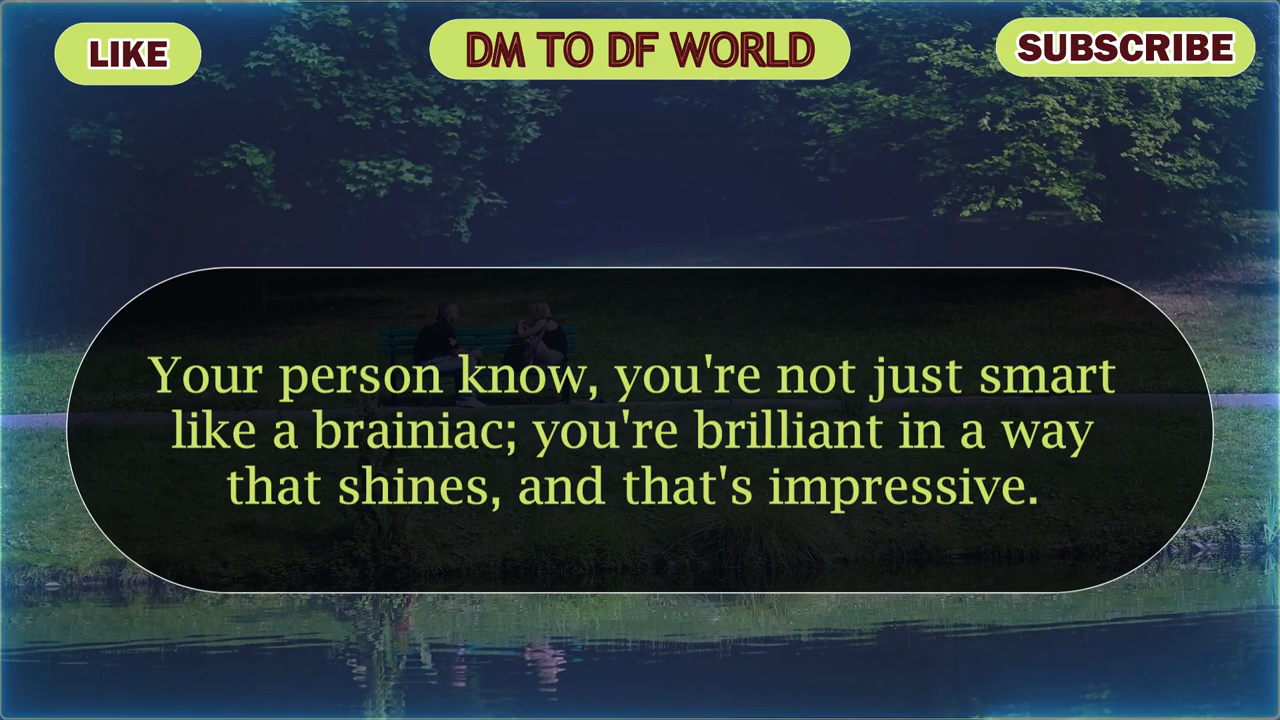 LIKE
DM TO DF WORLD
SUBSCRIBE
Your person know, you're not just smart
like a brainiac; you're brilliant in a way
that shines, and that's impressive.